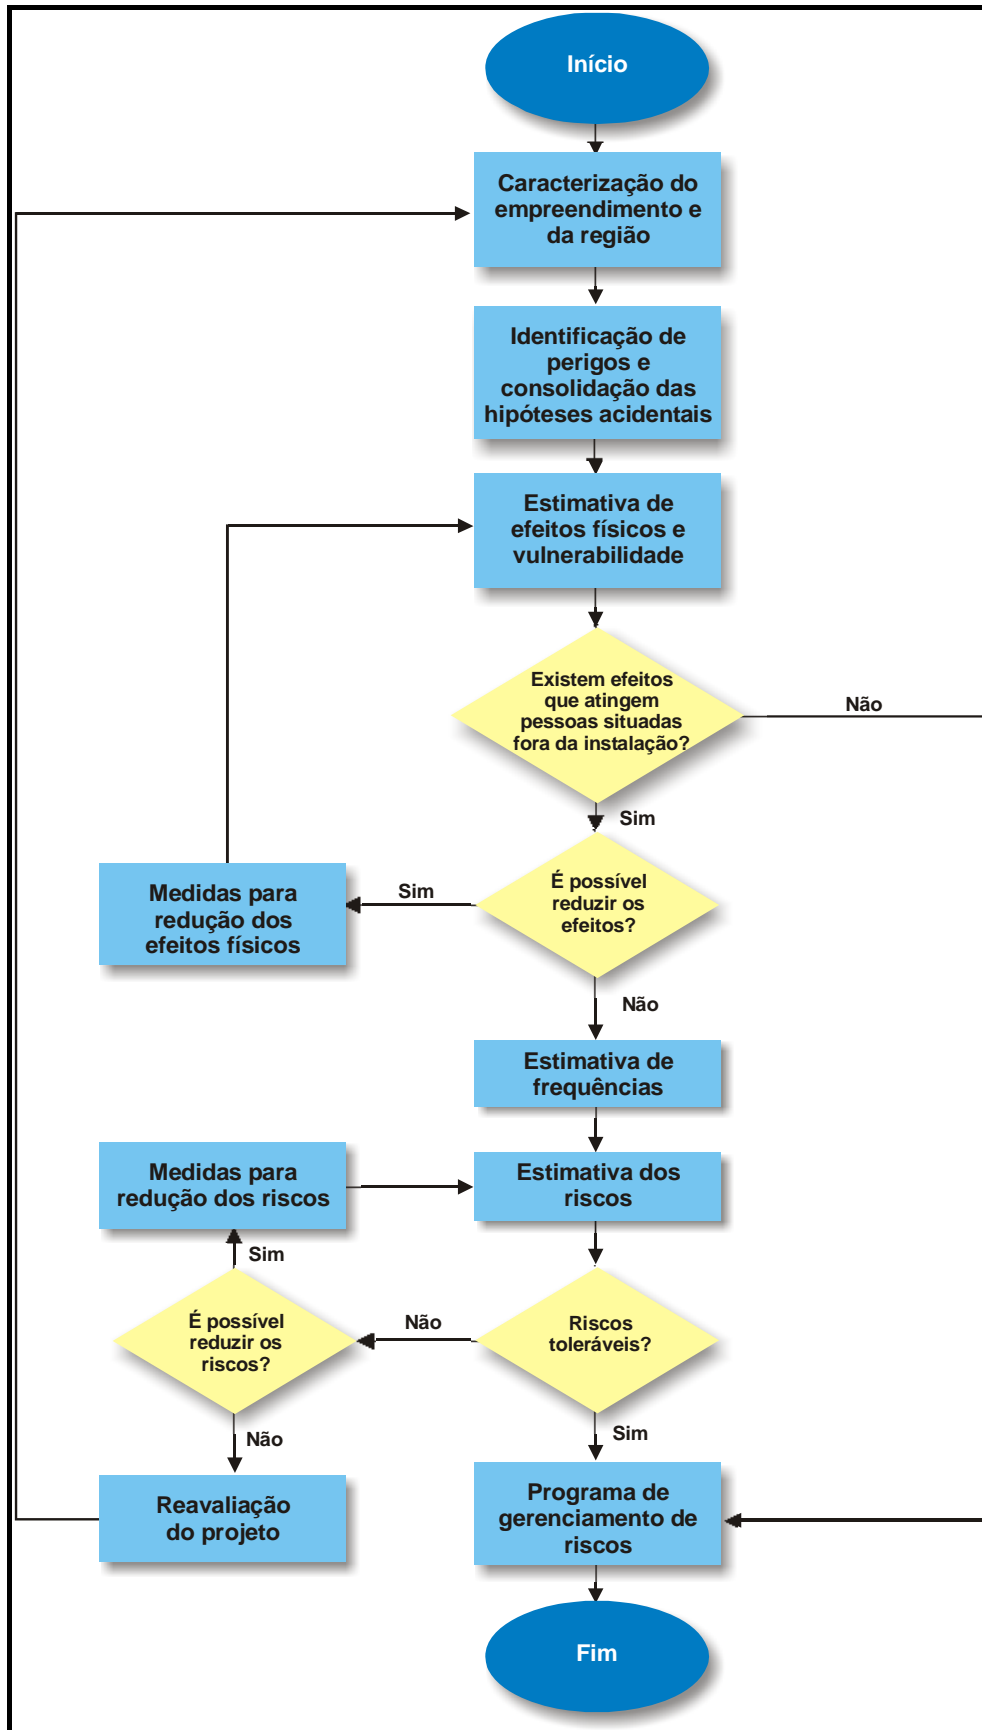 Início
Caracterização do
empreendimento e
da região
Identificação de
perigos e
consolidação das
hipóteses acidentais
Estimativa de
efeitos físicos e
vulnerabilidade
Existem efeitos
que atingem
pessoas situadas
fora da instalação?
Não
Sim
É possível
reduzir os
efeitos?
Sim
Medidas para
redução dos
efeitos físicos
Não
Estimativa de
frequências
Medidas para
redução dos riscos
Estimativa dos
riscos
Sim
É possível
reduzir os
riscos?
Não
Riscos
toleráveis?
Não
Sim
Reavaliação
do projeto
Programa de
gerenciamento de
riscos
Fim